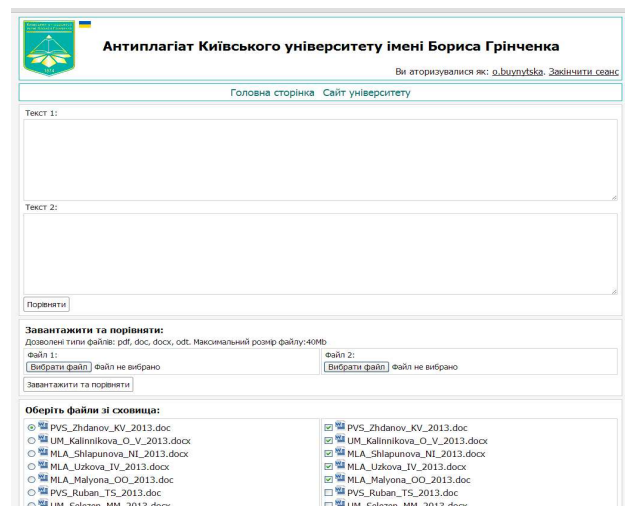 Антиплагіат Київського університету імені Бориса Грінченка
Ви авторизувалися як: o.buynytska. Закінчити сеанс
Головна сторінка Сайт університету
Текст 1:
Текст 2:
Порівняти
Завантажити та порівняти:
Дозволені типи файлів: pdf, doc, docx, odt. Максимальний розмір файлу:40Mb
Файл 1:
Файл 2:
Вибрати файл Файл не вибрано
Вибрати файл Файл не вибрано
Завантажити та порівняти
Оберіть файли зі сховища:
PVS_Zhdanov_KV_2013.doc
PVS_Zhdanov_KV_2013.doc
UM_Kalinnikova_O_V_2013.docx
UM_Kalinnikova_O_V_2013.docx
MLA_Shlapunova_NI_2013.docx
MLA_Shlapunova_NI_2013.docx
MLA_Uzkova_IV_2013.docx
MLA_Uzkova_IV_2013.docx
MLA_Malyona_OO_2013.doc
MLA_Malyona_OO_2013.doc
PVS_Ruban_TS_2013.doc
PVS_Ruban_TS_2013.doc
UM_Selezen_MM_2013.docx
UM_Selezen_MM_2013.docx